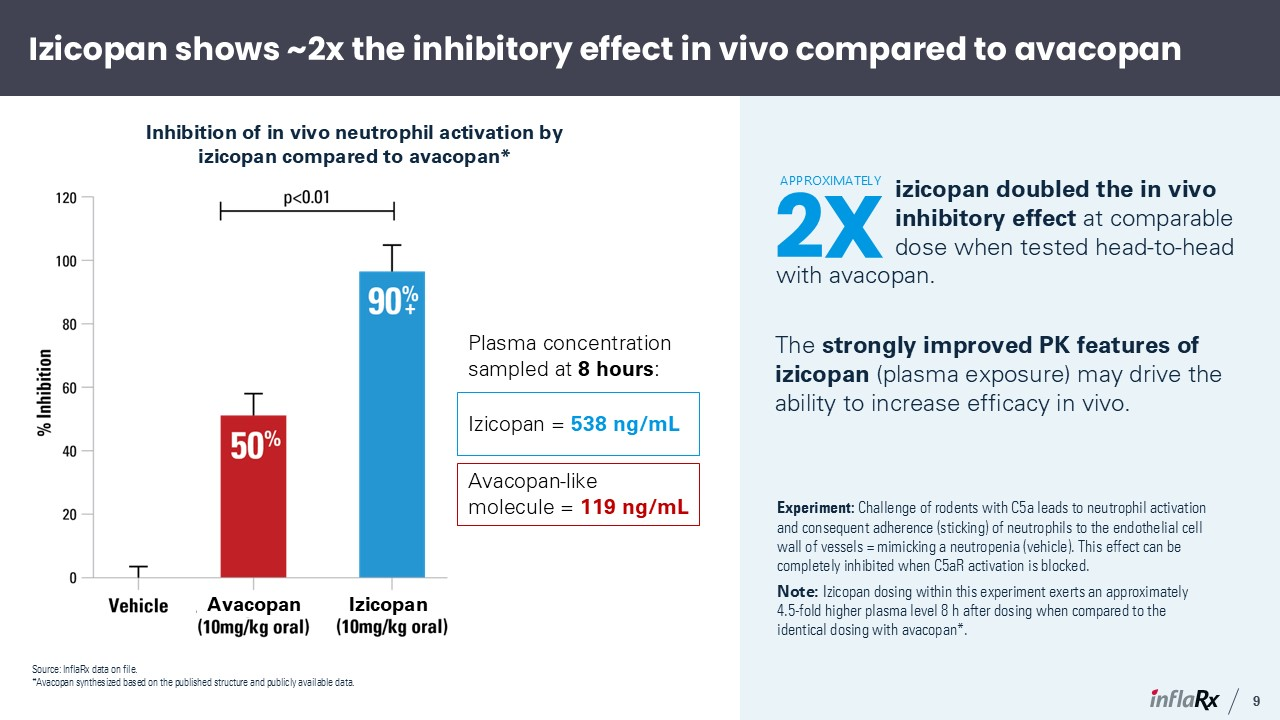 Izicopan shows ~2x the inhibitory effect in vivo compared to avacopan
Inhibition of in vivo neutrophil activation by
izicopan compared to avacopan*
p<0.01
120
100
80
60
40
20
0
% Inhibition
50%
90%+
Vehicle
Avacopan
(10mg/kg oral)
Izicopan
(10mg/kg oral)
Plasma concentration
sampled at 8 hours:
Izicopan = 538 ng/mL
Avacopan-like
molecule = 119 ng/mL
Source: InflaRx data on file.
*Avacopan synthesized based on the published structure and publicly available data.
APPROXIMATELY
2X
izicopan doubled the in vivo
inhibitory effect at comparable
dose when tested head-to-head
with avacopan.
The strongly improved PK features of
izicopan (plasma exposure) may drive the
ability to increase efficacy in vivo.
Experiment: Challenge of rodents with C5a leads to neutrophil activation
and consequent adherence (sticking) of neutrophils to the endothelial cell
wall of vessels = mimicking a neutropenia (vehicle). This effect can be
completely inhibited when C5aR activation is blocked.
Note: Izicopan dosing within this experiment exerts an approximately
4.5-fold higher plasma level 8 h after dosing when compared to the
identical dosing with avacopan*.
inflaRx
9